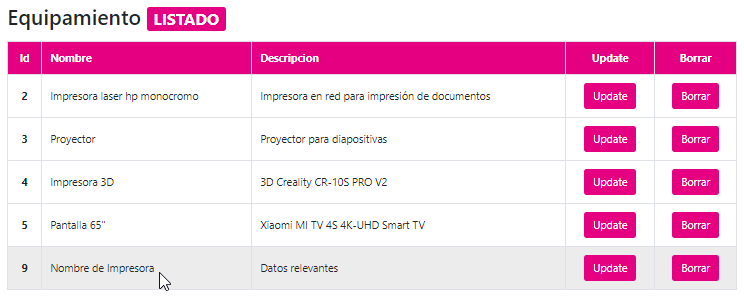 Equipamiento LISTADO
Id Nombre Descripcion Update Borrar
2 Impresora laser hp monocromo Impresora en red para impresión de documentos Update Borrar
3 Proyector Proyector para diapositivas Update Borrar
4 Impresora 3D 3D Creality CR-10S PRO V2 Update Borrar
5 Pantalla 65" Xiaomi MI TV 4S 4K-UHD Smart TV Update Borrar
9 Nombre de Impresora Datos relevantes Update Borrar